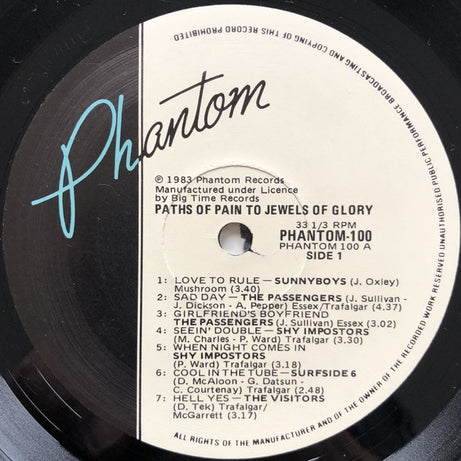 Phantom
℗ 1983 Phantom Records
Manufactured under Licence
by Big Time Records
PATHS OF PAIN TO JEWELS OF GLORY
33 1/3 RPM
PHANTOM-100
PHANTOM 100 A
SIDE 1
1: LOVE TO RULE — SUNNYBOYS (J. Oxley)
Mushroom (3.40)
2: SAD DAY — THE PASSENGERS (J. Sullivan -
J. Dickson - A. Pepper) Essex/Trafalgar (4.37)
3: GIRLFRIEND'S BOYFRIEND
THE PASSENGERS (J. Sullivan) Essex (3.02)
4: SEEIN' DOUBLE — SHY IMPOSTORS
(M. Charles - P. Ward) Trafalgar (3.30)
5: WHEN NIGHT COMES IN
SHY IMPOSTORS
(P. Ward) Trafalgar (3.18)
6: COOL IN THE TUBE — SURFSIDE 6
(D. McAloon - G. Datsun -
C. Courtenay) Trafalgar (2.48)
7: HELL YES — THE VISITORS
(D. Tek) Trafalgar/
McGarrett (3.17)
ALL RIGHTS OF THE MANUFACTURER AND OF THE OWNER OF THE RECORDED WORK RESERVED UNAUTHORISED PUBLIC PERFORMANCE BROADCASTING AND COPYING OF THIS RECORD PROHIBITED